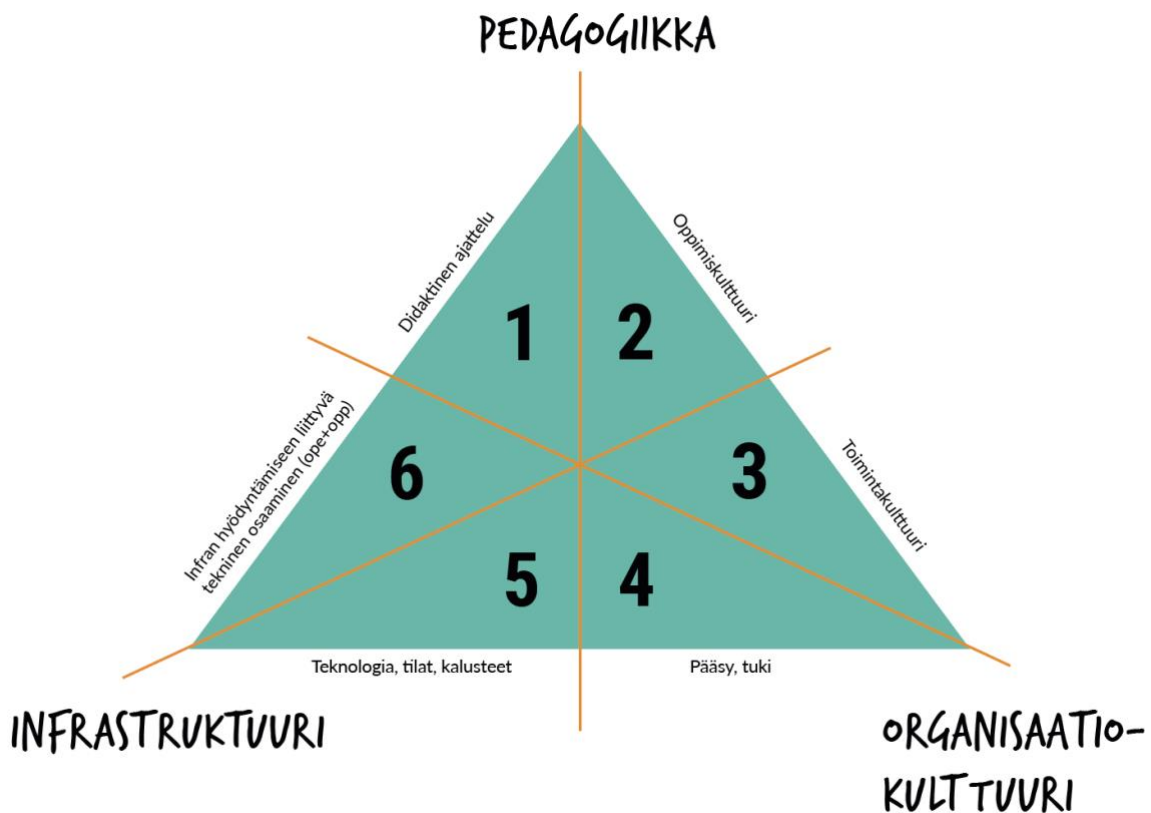 PEDAGOGIIKKA
Didaktinen ajattelu
Oppimiskulttuuri
1
2
Infran hyödyntämiseen liittyvä
tekninen osaaminen (ope+opp)
6
3
Toimintakulttuuri
5
4
Teknologia, tilat, kalusteet
Pääsy, tuki
INFRASTRUKTUURI
ORGANISAATIO-
KULTTUURI